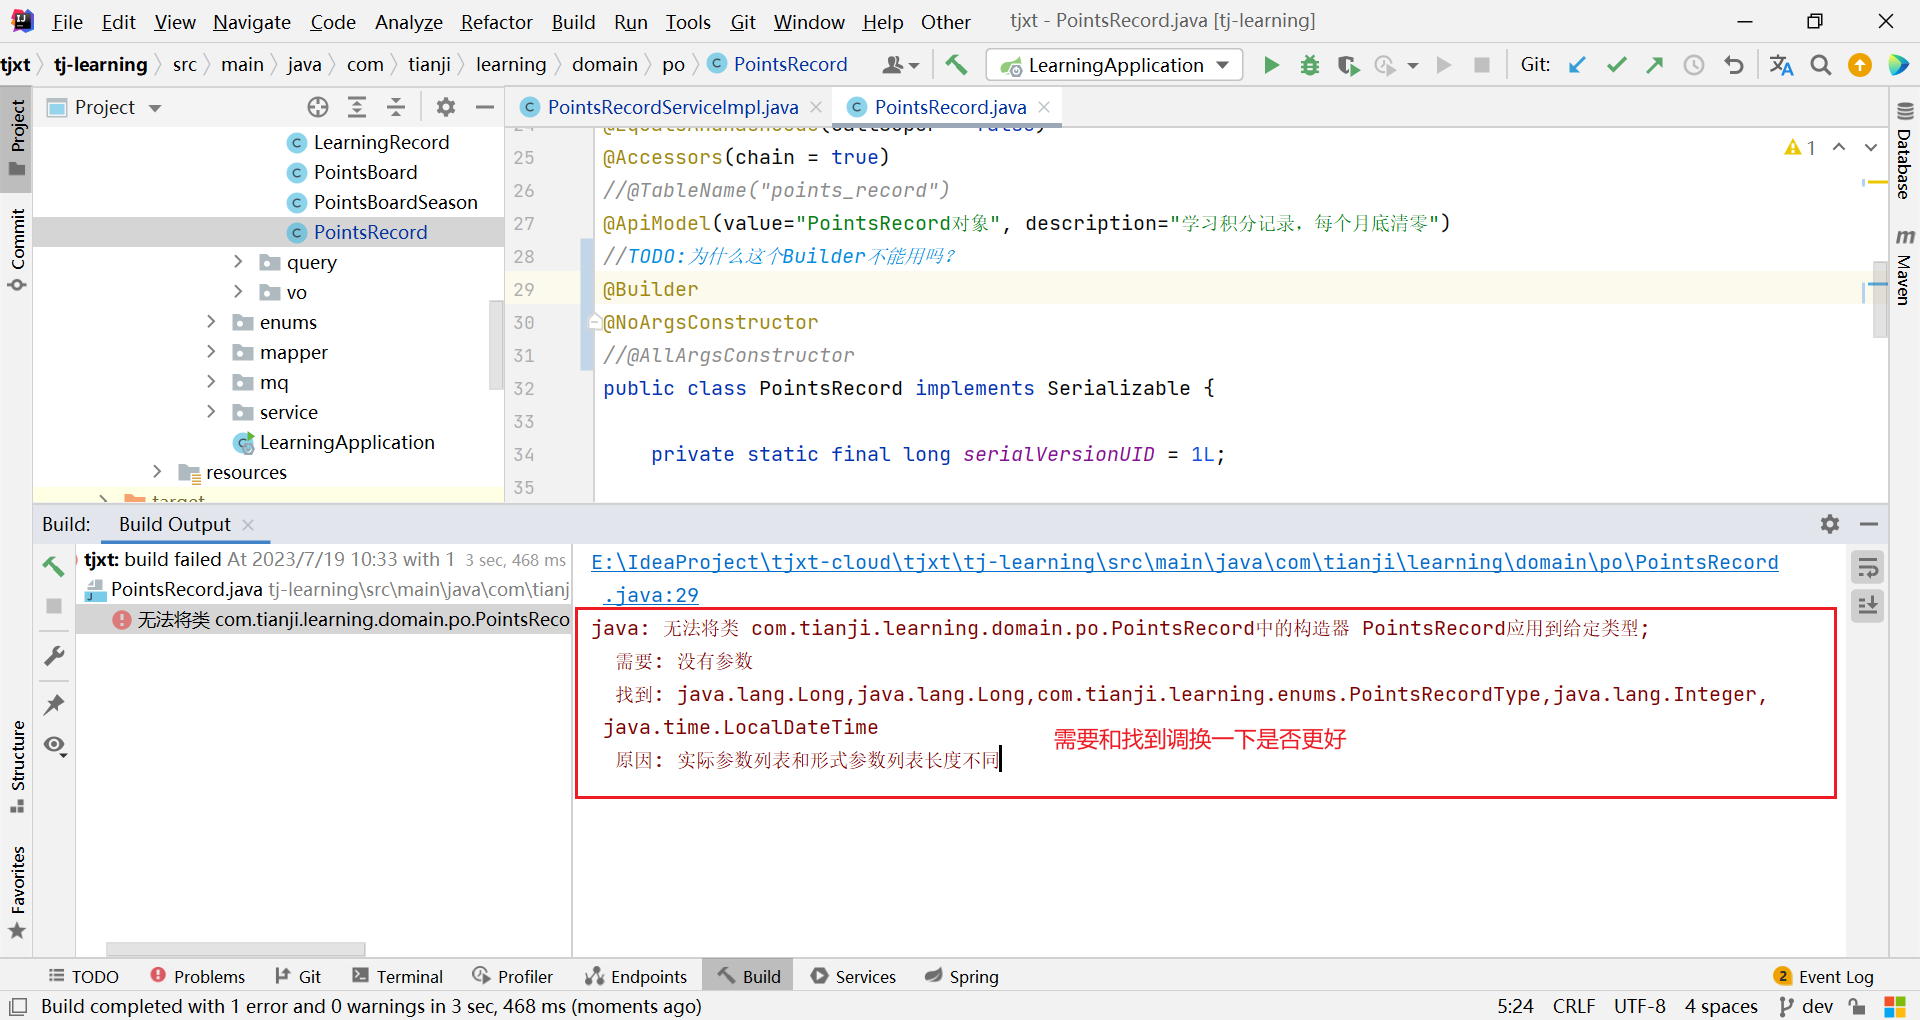 File Edit View Navigate Code Analyze Refactor Build Run Tools Git Window Help Other tjxt - PointsRecord.java [tj-learning]
tjxt tj-learning src main java com tianji learning domain po PointsRecord LearningApplication Git:
Project
PointsRecordServiceImpl.java
PointsRecord.java
Project
Commit
Structure
Favorites
Database
Maven
LearningRecord
PointsBoard
PointsBoardSeason
PointsRecord
query
vo
enums
mapper
mq
service
LearningApplication
resources
target
1
25 @Accessors(chain = true)
26 //@TableName("points_record")
27 @ApiModel(value="PointsRecord对象", description="学习积分记录，每个月底清零")
28 //TODO:为什么这个Builder不能用吗？
29 @Builder
30 @NoArgsConstructor
31 //@AllArgsConstructor
32 public class PointsRecord implements Serializable {
33
34 private static final long serialVersionUID = 1L;
35
Build: Build Output
tjxt: build failed At 2023/7/19 10:33 with 1 3 sec, 468 ms
PointsRecord.java tj-learning\src\main\java\com\tianj
无法将类 com.tianji.learning.domain.po.PointsReco
E:\IdeaProject\tjxt-cloud\tjxt\tj-learning\src\main\java\com\tianji\learning\domain\po\PointsRecord
.java:29
java: 无法将类 com.tianji.learning.domain.po.PointsRecord中的构造器 PointsRecord应用到给定类型;
需要: 没有参数
找到: java.lang.Long,java.lang.Long,com.tianji.learning.enums.PointsRecordType,java.lang.Integer,
java.time.LocalDateTime
需要和找到调换一下是否更好
原因: 实际参数列表和形式参数列表长度不同
TODO Problems Git Terminal Profiler Endpoints Build Services Spring 2 Event Log
Build completed with 1 error and 0 warnings in 3 sec, 468 ms (moments ago) 5:24 CRLF UTF-8 4 spaces dev